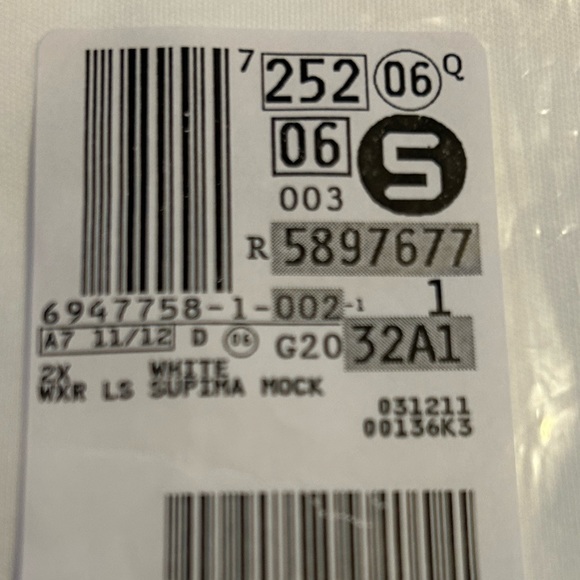 7 252 06 Q
06 S
003
R 5897677
6947758-1-002-1 1
A7 11/12 D 06 G20 32A1
2X WHITE
WXR LS SUPIMA MOCK
031211
00136K3